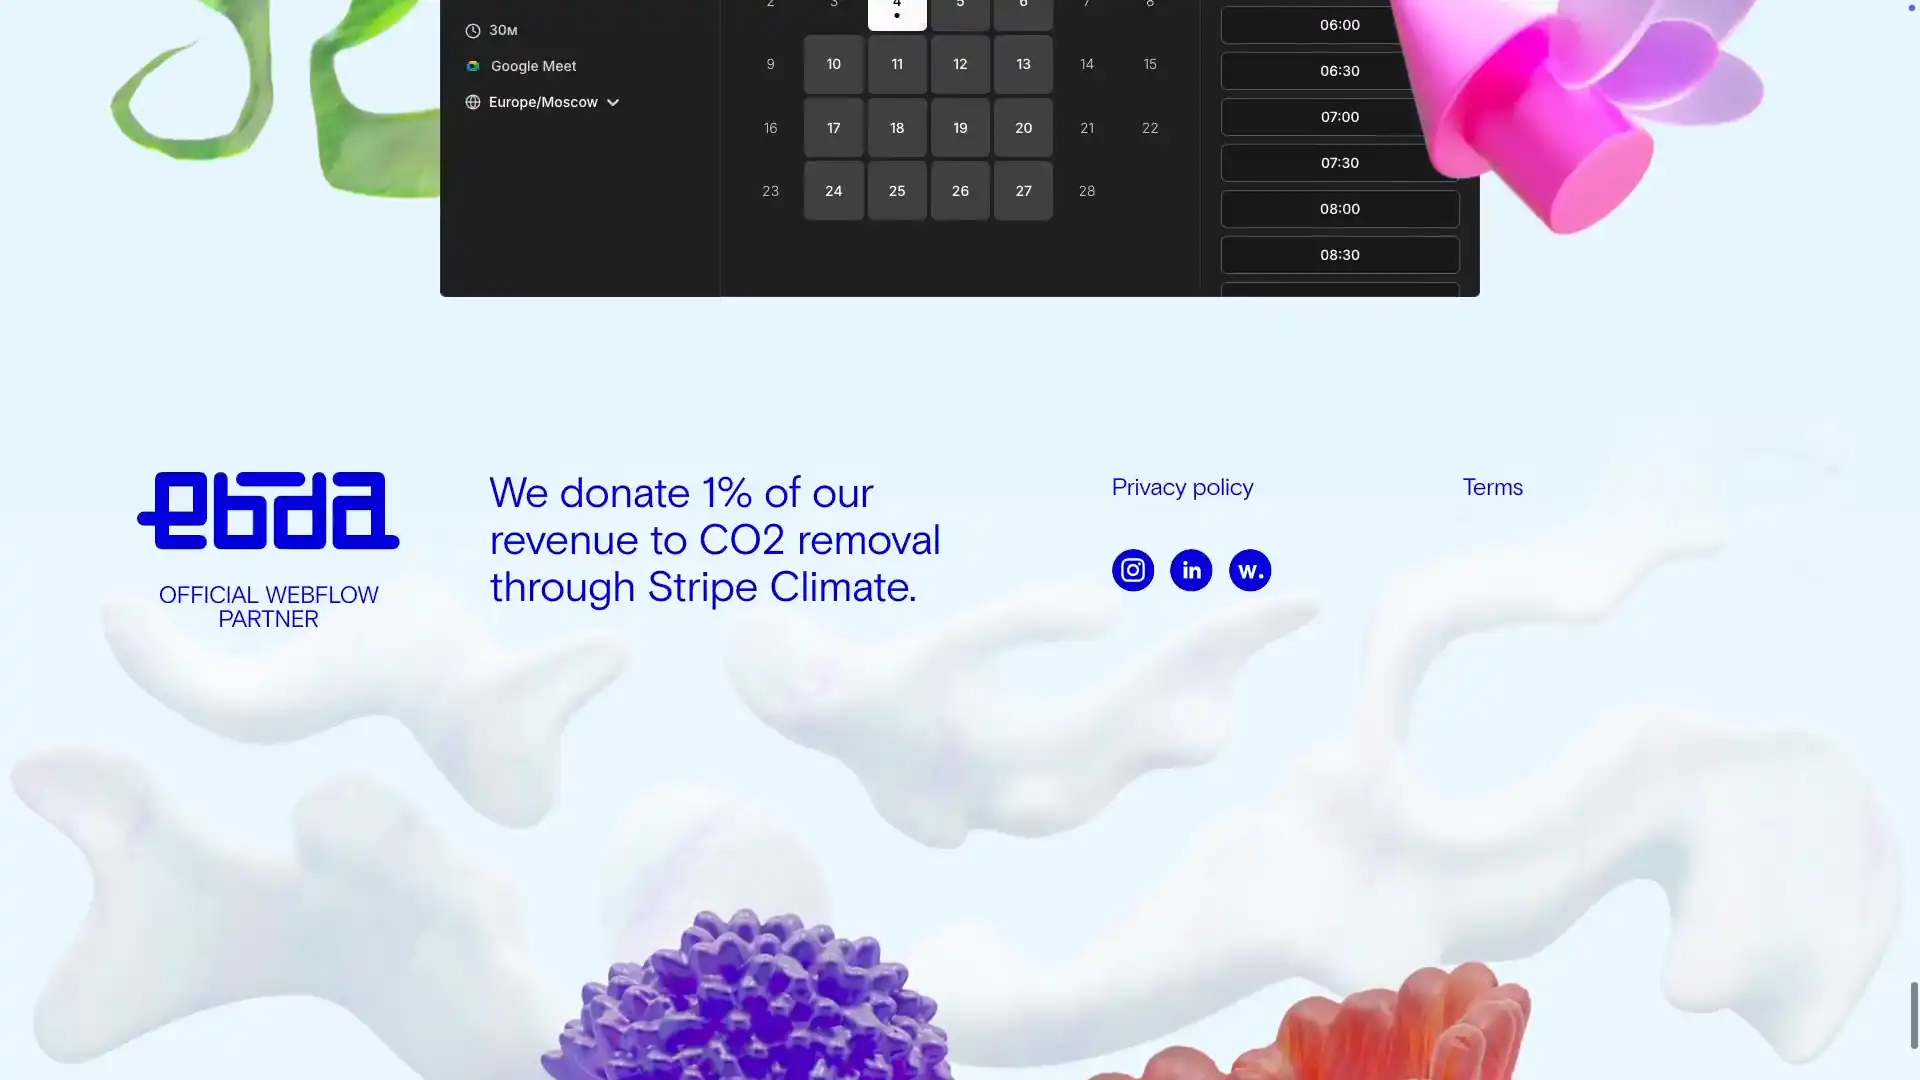 2 3 4 5 6 7 8
30м
Google Meet
Europe/Moscow
9 10 11 12 13 14 15
16 17 18 19 20 21 22
23 24 25 26 27 28
06:00
06:30
07:00
07:30
08:00
08:30
ebda
OFFICIAL WEBFLOW
PARTNER
We donate 1% of our
revenue to CO2 removal
through Stripe Climate.
Privacy policy
Terms
in
w.